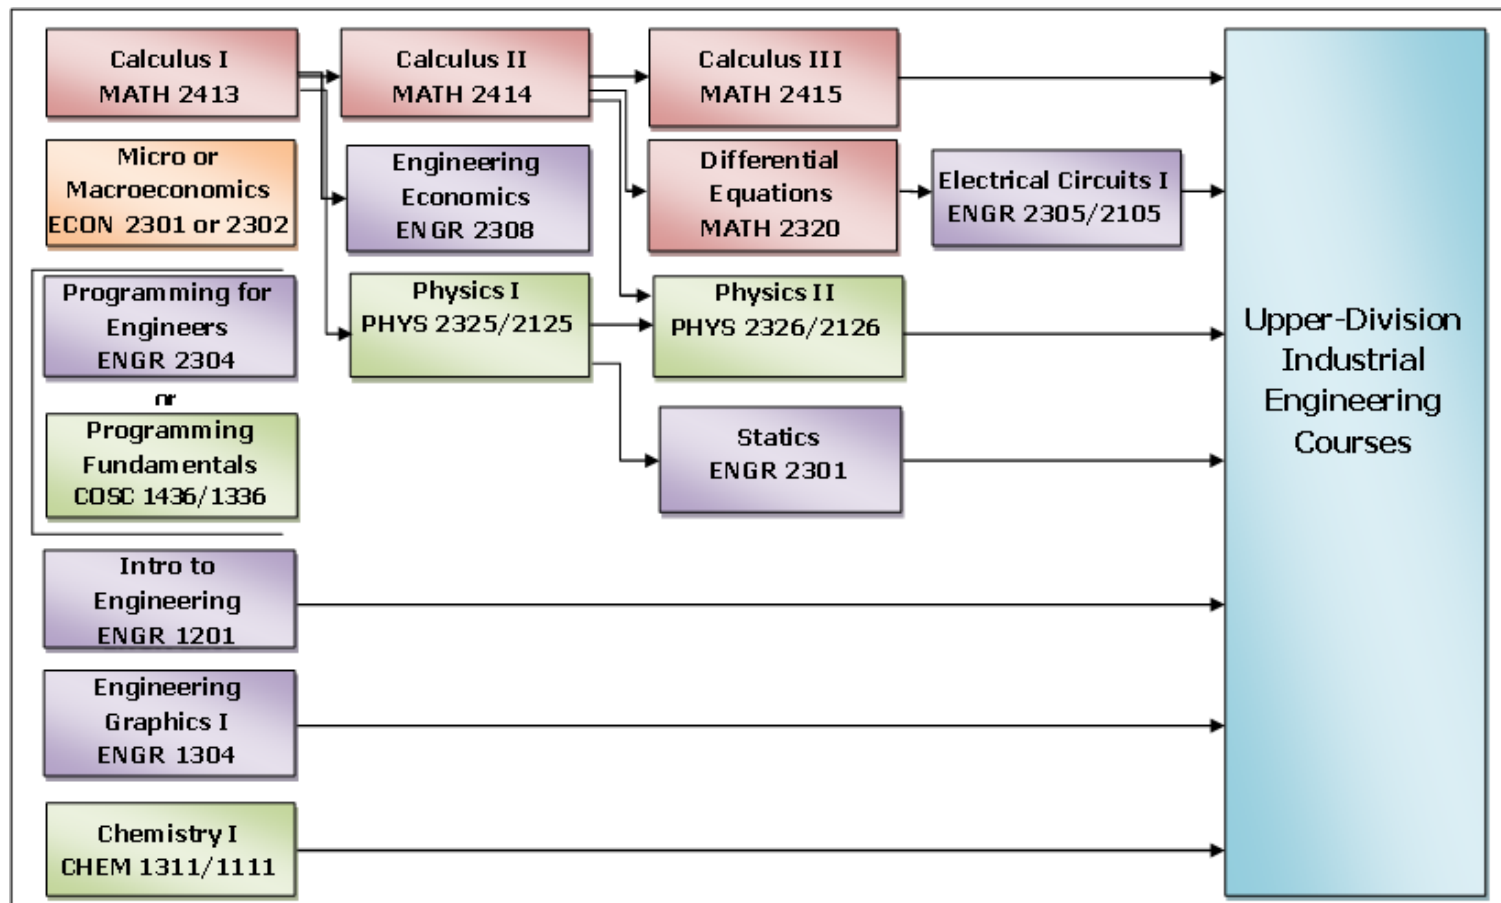 Calculus I
MATH 2413
Calculus II
MATH 2414
Calculus III
MATH 2415
Micro or
Macroeconomics
ECON 2301 or 2302
Engineering
Economics
ENGR 2308
Differential
Equations
MATH 2320
Electrical Circuits I
ENGR 2305/2105
Programming for
Engineers
ENGR 2304
or
Programming
Fundamentals
COSC 1436/1336
Physics I
PHYS 2325/2125
Physics II
PHYS 2326/2126
Statics
ENGR 2301
Intro to
Engineering
ENGR 1201
Engineering
Graphics I
ENGR 1304
Chemistry I
CHEM 1311/1111
Upper-Division
Industrial
Engineering
Courses